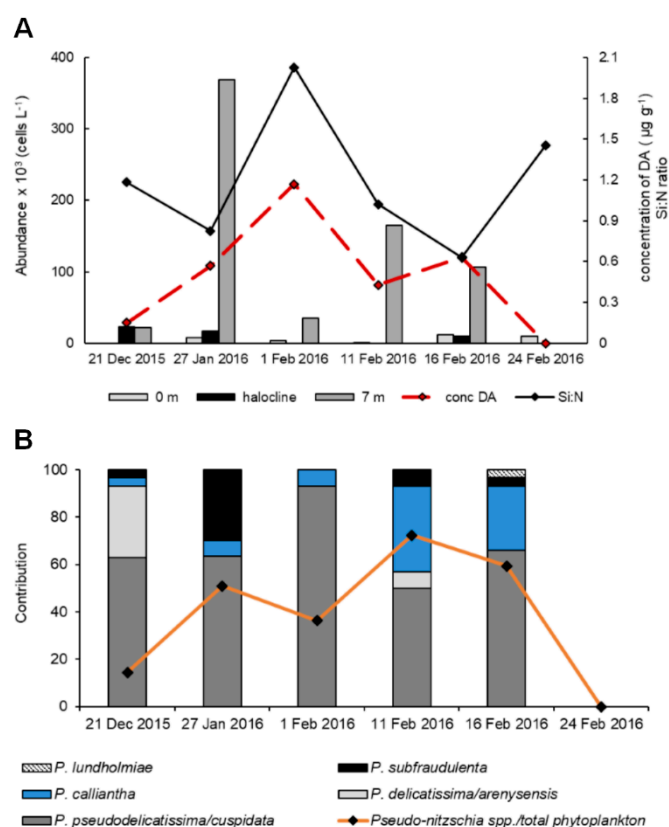 A
Abundance x 10³ (cells L⁻¹)
400
300
200
100
0
2.1
1.8
1.5
1.2
0.9
0.6
0.3
0
concentration of DA ( µg g⁻¹)
Si:N ratio
21 Dec 2015 27 Jan 2016 1 Feb 2016 11 Feb 2016 16 Feb 2016 24 Feb 2016
0 m halocline 7 m conc DA Si:N
B
Contribution
100
80
60
40
20
0
21 Dec 2015 27 Jan 2016 1 Feb 2016 11 Feb 2016 16 Feb 2016 24 Feb 2016
P. lundholmiae P. subfraudulenta
P. calliantha P. delicatissima/arenysensis
P. pseudodelicatissima/cuspidata Pseudo-nitzschia spp./total phytoplankton